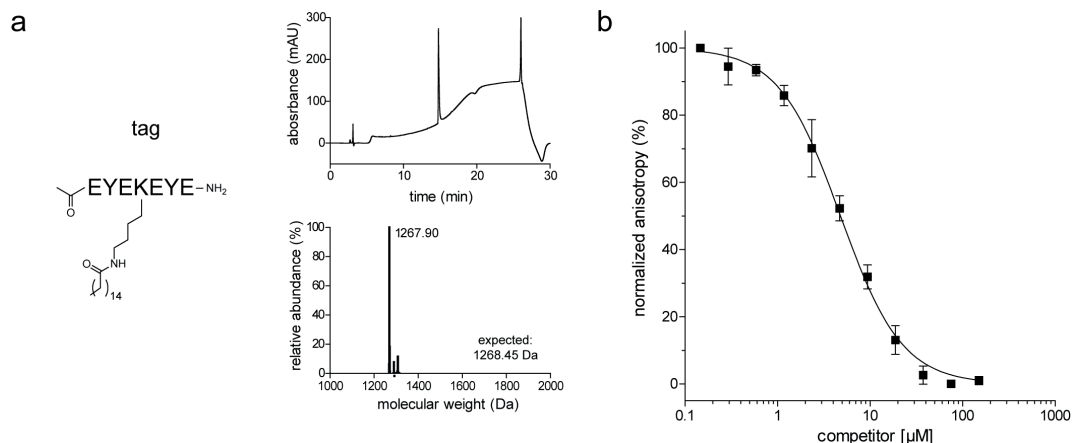 a
tag
EYEKEYE
NH₂
O
O
NH
14
300
200
100
0
abosrbance (mAU)
0
10
20
30
time (min)
100
80
60
40
20
0
relative abundance (%)
1267.90
expected:
1268.45 Da
1000
1200
1400
1600
1800
2000
molecular weight (Da)
b
100
80
60
40
20
0
normalized anisotropy (%)
0.1
1
10
100
1000
competitor [µM]